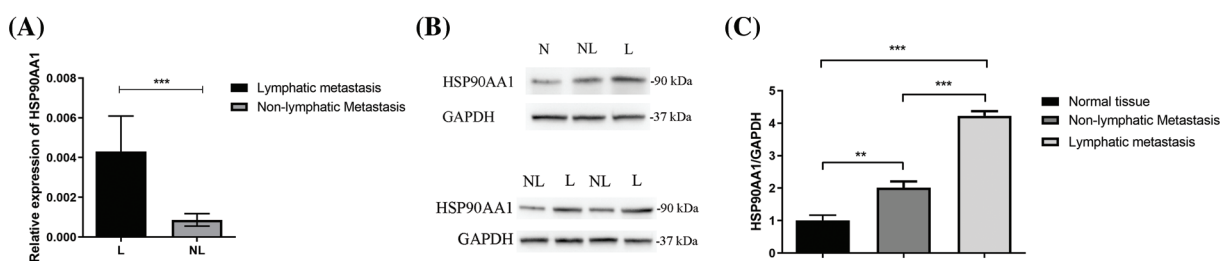 (A)
Relative expression of HSP90AA1
0.008
0.006
0.004
0.002
0.000
***
L
NL
Lymphatic metastasis
Non-lymphatic Metastasis
(B)
N NL L
HSP90AA1 -90 kDa
GAPDH -37 kDa
NL L NL L
HSP90AA1 -90 kDa
GAPDH -37 kDa
(C)
HSP90AA1/GAPDH
5
4
3
2
1
0
***
***
**
Normal tissue
Non-lymphatic Metastasis
Lymphatic metastasis